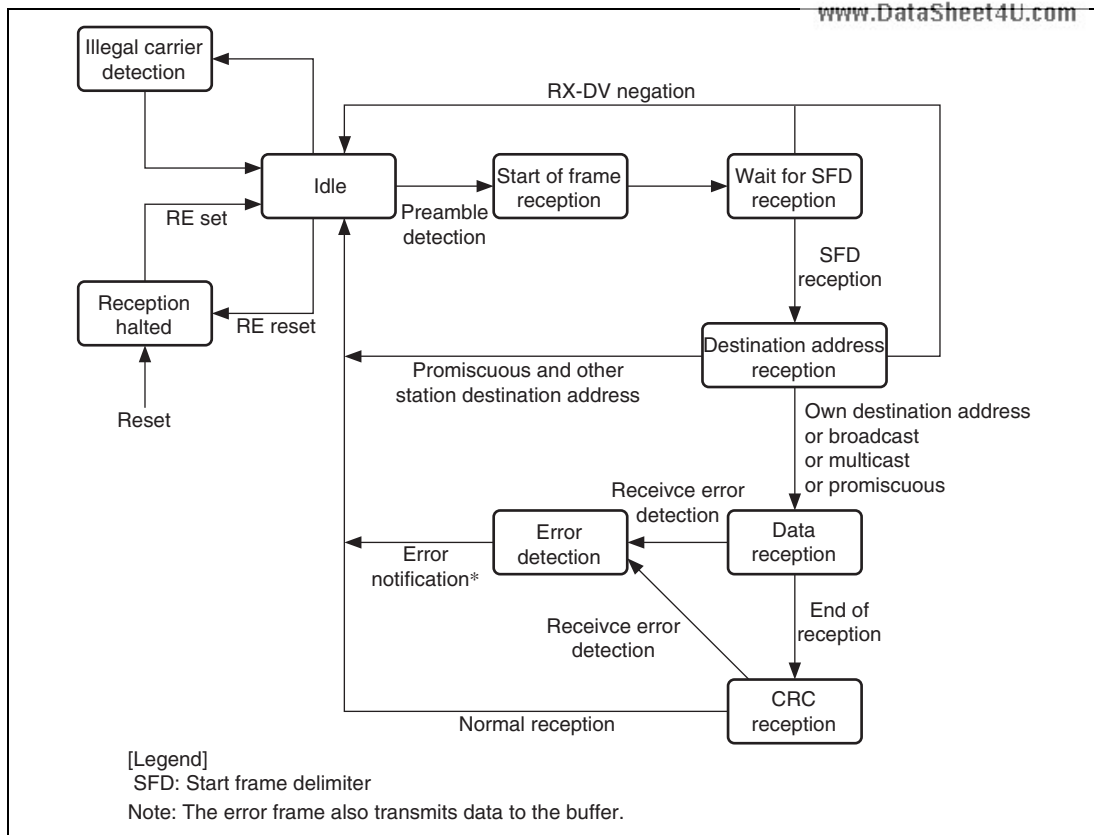 www.DataSheet4U.com
Illegal carrier
detection
RX-DV negation
Idle
Start of frame
reception
Wait for SFD
reception
Preamble
detection
RE set
SFD
reception
Reception
halted
RE reset
Destination address
reception
Promiscuous and other
station destination address
Reset
Own destination address
or broadcast
or multicast
or promiscuous
Receivce error
detection
Error
detection
Data
reception
Error
notification*
End of
reception
Receivce error
detection
CRC
reception
Normal reception
[Legend]
SFD: Start frame delimiter
Note: The error frame also transmits data to the buffer.